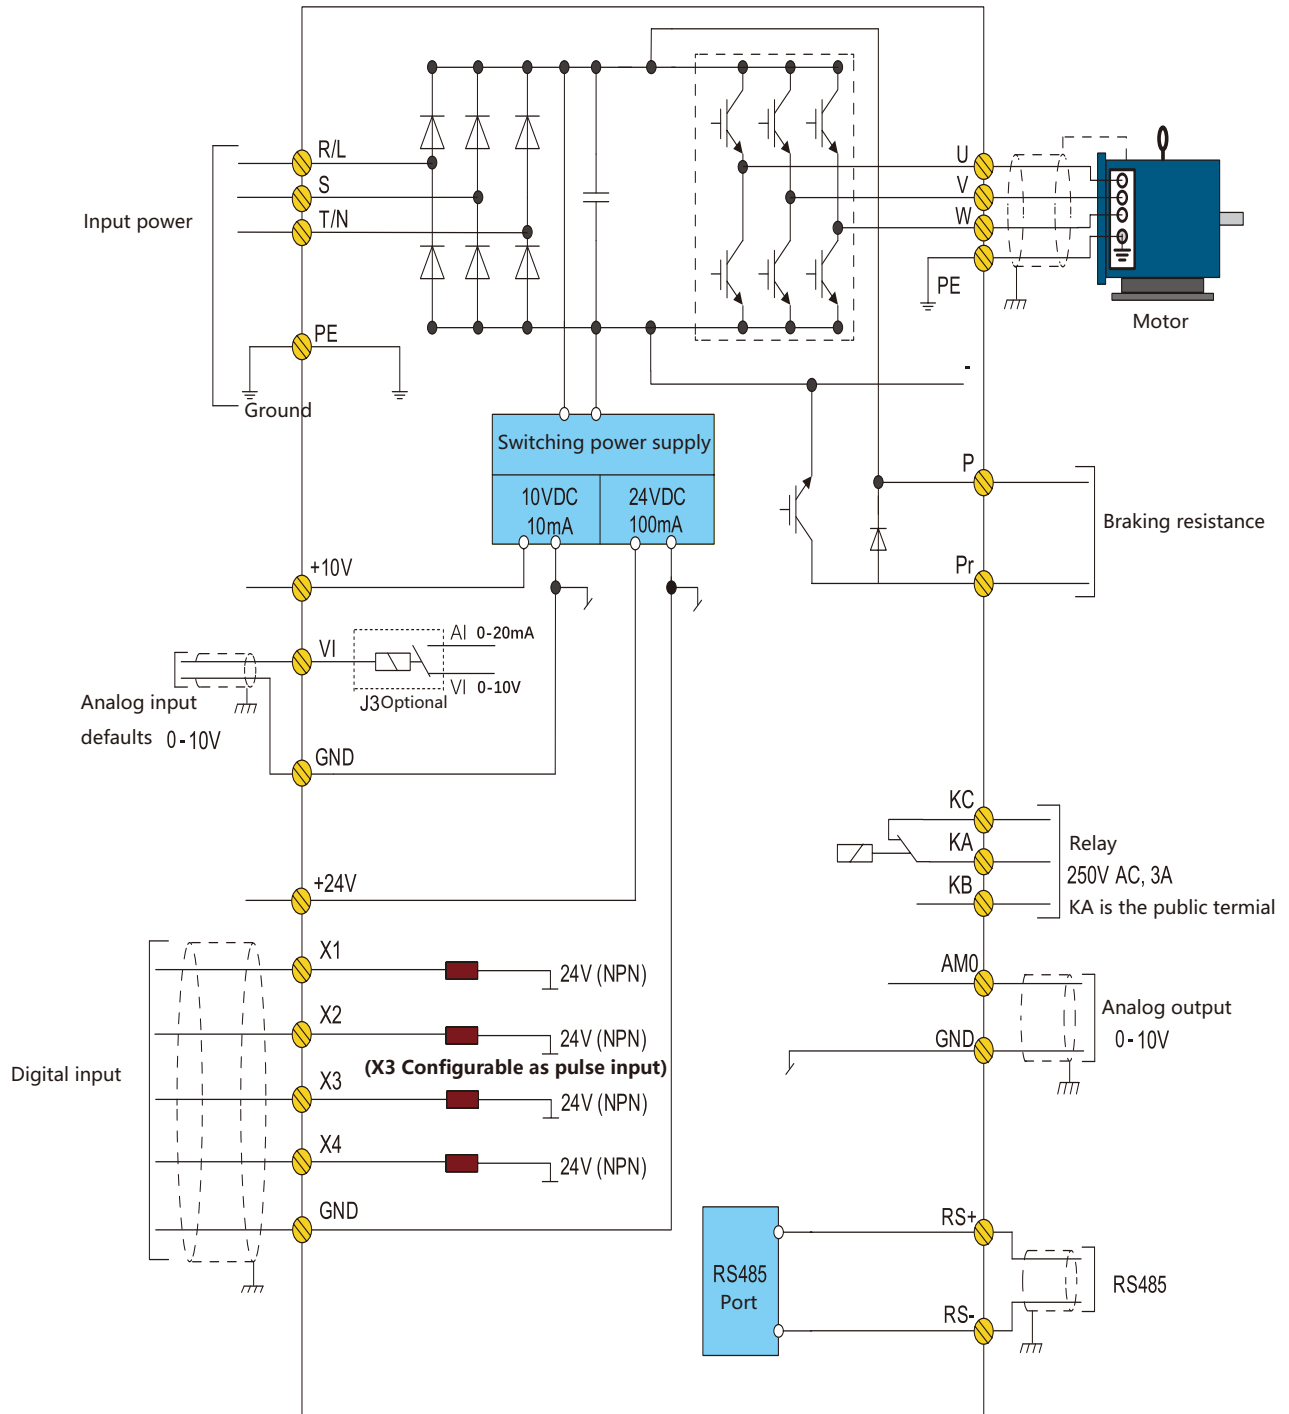 R/L
S
T/N
Input power
PE
Ground
U
V
W
PE
Motor
-
Switching power supply
10VDC
10mA
24VDC
100mA
P
Braking resistance
Pr
+10V
VI
AI 0-20mA
VI 0-10V
J3Optional
Analog input
defaults 0-10V
GND
KC
KA
KB
Relay
250V AC, 3A
KA is the public termial
+24V
X1
24V (NPN)
X2
24V (NPN)
(X3 Configurable as pulse input)
Digital input
X3
24V (NPN)
X4
24V (NPN)
GND
AM0
Analog output
0-10V
GND
RS+
RS485
Port
RS485
RS-